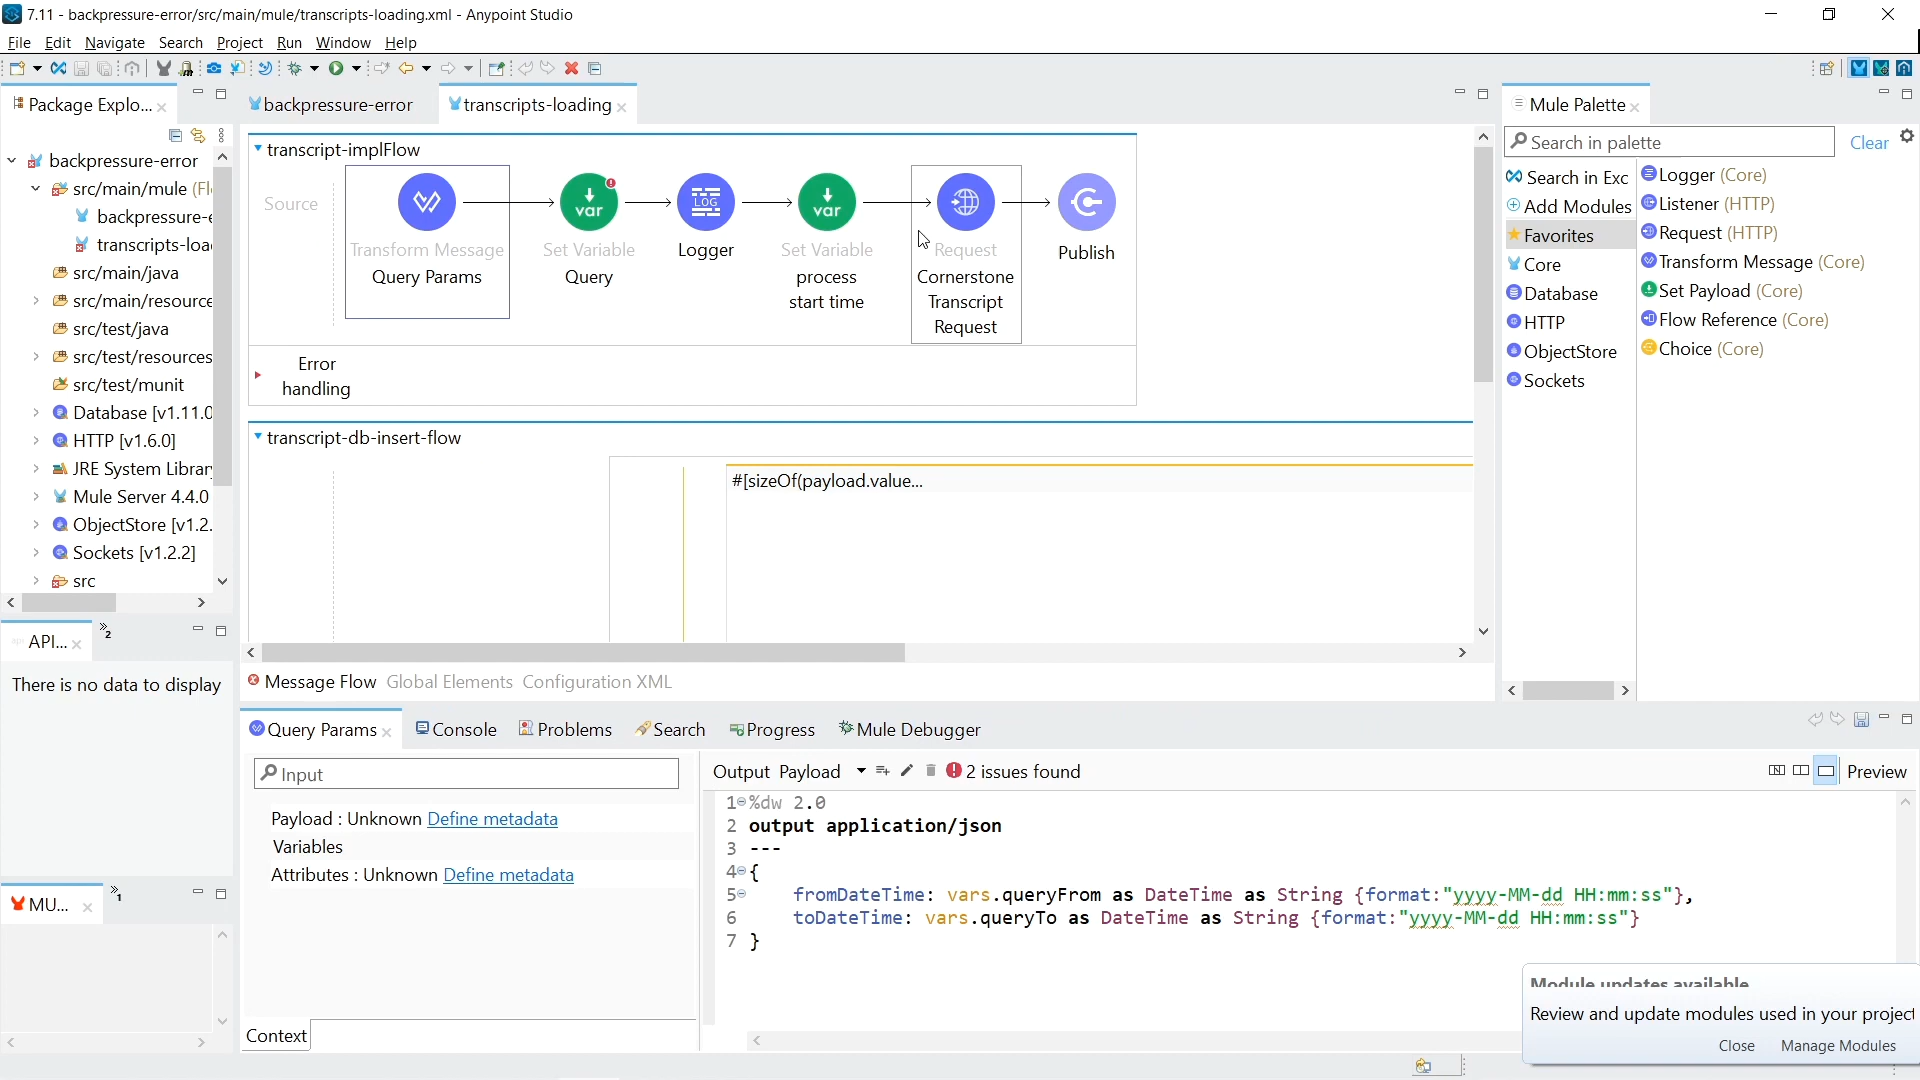 7.11 - backpressure-error/src/main/mule/transcripts-loading.xml - Anypoint Studio
File Edit Navigate Search Project Run Window Help
Package Explo...
backpressure-error
src/main/mule (Fl
backpressure-e
transcripts-loa
src/main/java
src/main/resource
src/test/java
src/test/resources
src/test/munit
Database [v1.11.0
HTTP [v1.6.0]
JRE System Librar
Mule Server 4.4.0
ObjectStore [v1.2.
Sockets [v1.2.2]
src
API...
2
There is no data to display
MU...
1
backpressure-error
transcripts-loading
transcript-implFlow
Source
Transform Message
Query Params
var
Set Variable
Query
LOG
Logger
var
Set Variable
process
start time
Request
Cornerstone
Transcript
Request
Publish
Error
handling
transcript-db-insert-flow
#[sizeOf(payload.value...
Message Flow Global Elements Configuration XML
Mule Palette
Search in palette
Clear
Search in Exc
Add Modules
Favorites
Core
Database
HTTP
ObjectStore
Sockets
Logger (Core)
Listener (HTTP)
Request (HTTP)
Transform Message (Core)
Set Payload (Core)
Flow Reference (Core)
Choice (Core)
Query Params
Console
Problems
Search
Progress
Mule Debugger
Input
Payload : Unknown Define metadata
Variables
Attributes : Unknown Define metadata
Context
Output Payload
2 issues found
Preview
1 %dw 2.0
2 output application/json
3 ---
4 {
5 fromDateTime: vars.queryFrom as DateTime as String {format:"yyyy-MM-dd HH:mm:ss"},
6 toDateTime: vars.queryTo as DateTime as String {format:"yyyy-MM-dd HH:mm:ss"}
7 }
Module updates available
Review and update modules used in your project
Close Manage Modules